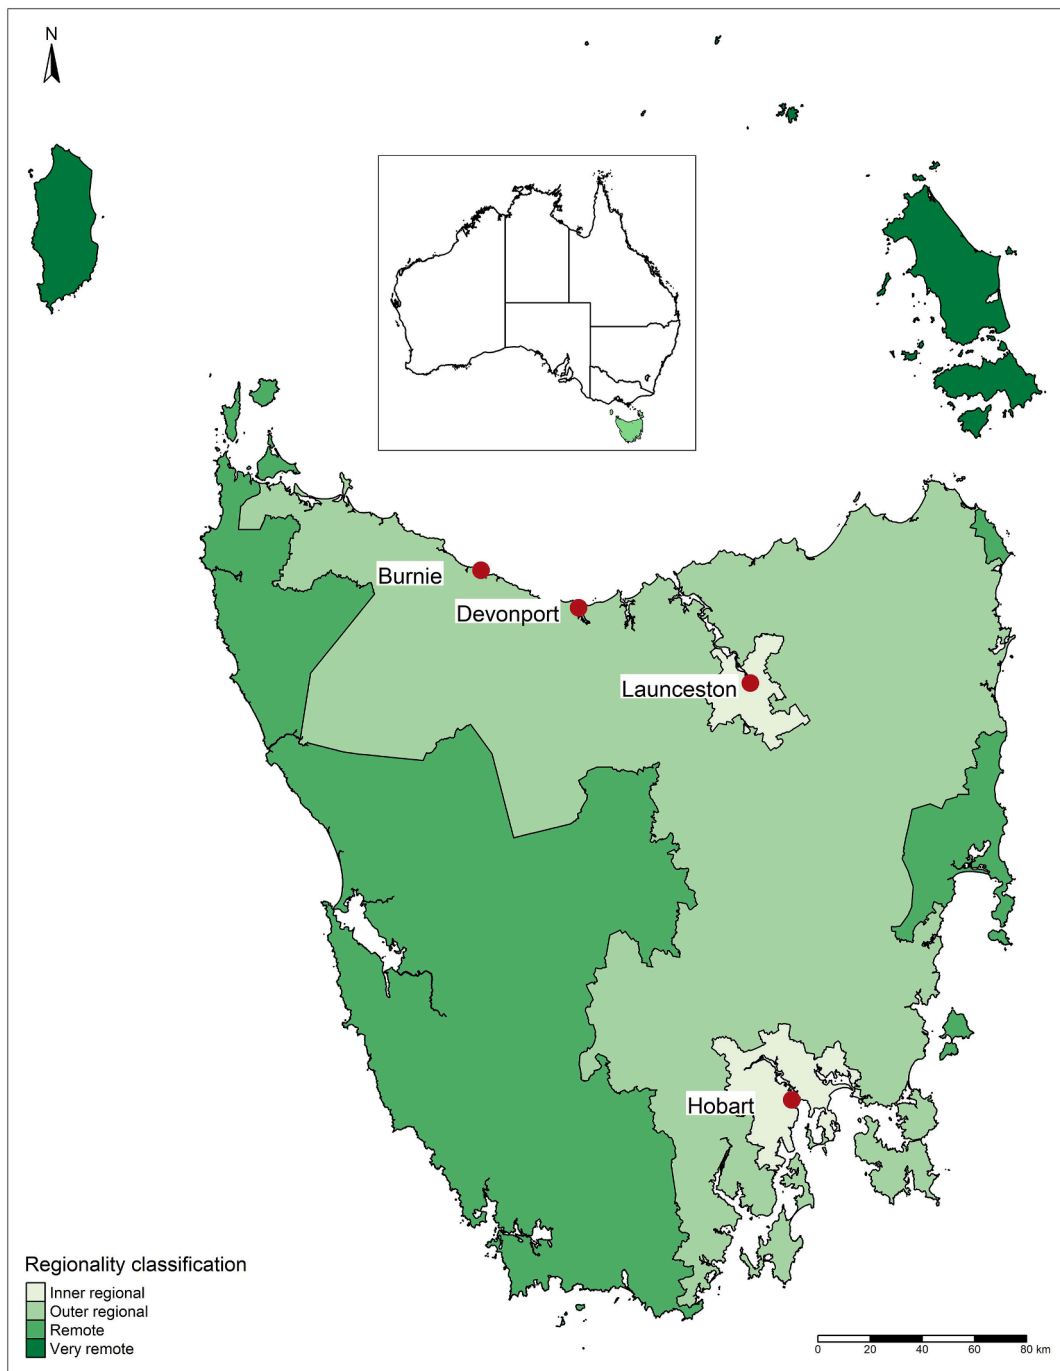 N
Burnie
Devonport
Launceston
Hobart
Regionality classification
Inner regional
Outer regional
Remote
Very remote
0 20 40 60 80 km